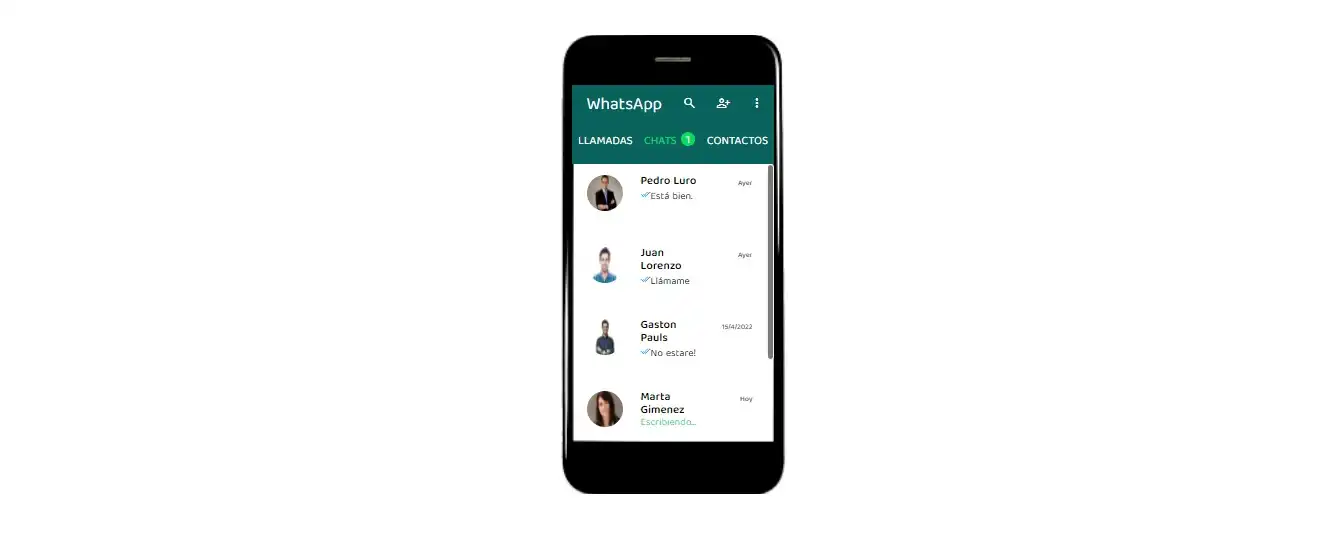 WhatsApp
LLAMADAS CHATS 1 CONTACTOS
Pedro Luro
Ayer
Está bien.
Juan
Lorenzo
Ayer
Llámame
Gaston
Pauls
15/4/2022
No estare!
Marta
Gimenez
Hoy
Escribiendo...